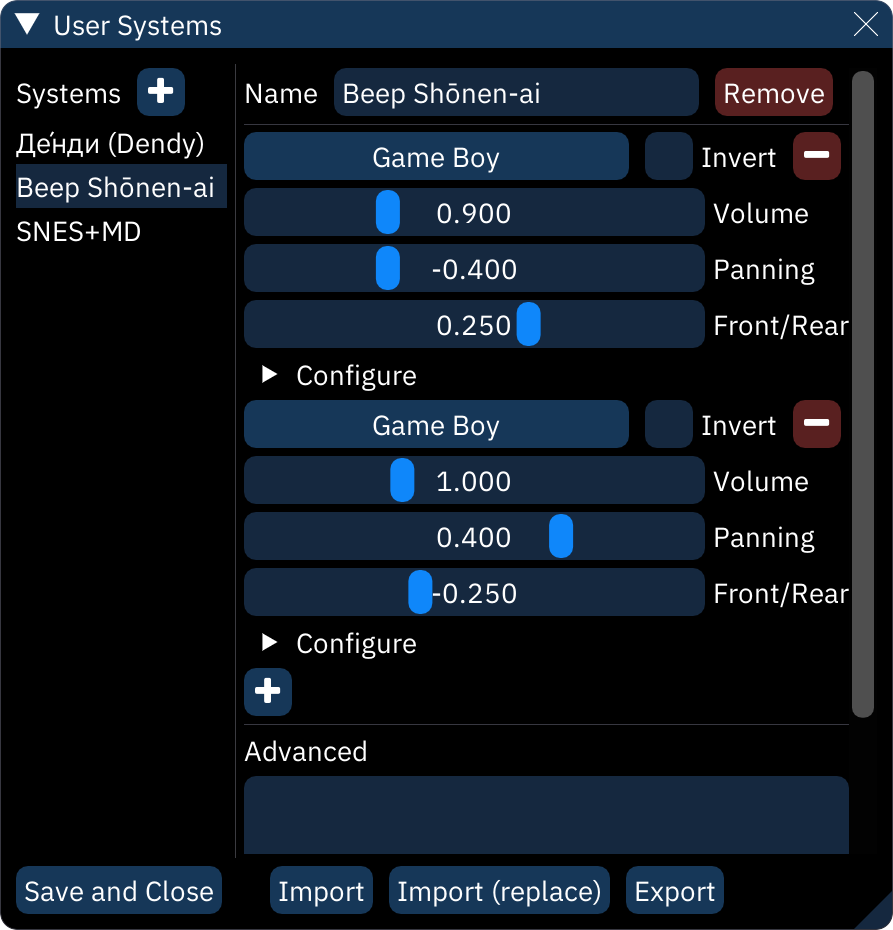 User Systems
Systems
Де́нди (Dendy)
Beep Shōnen-ai
SNES+MD
Name Beep Shōnen-ai Remove
Game Boy Invert
0.900 Volume
-0.400 Panning
0.250 Front/Rear
Configure
Game Boy Invert
1.000 Volume
0.400 Panning
-0.250 Front/Rear
Configure
Advanced
Save and Close Import Import (replace) Export